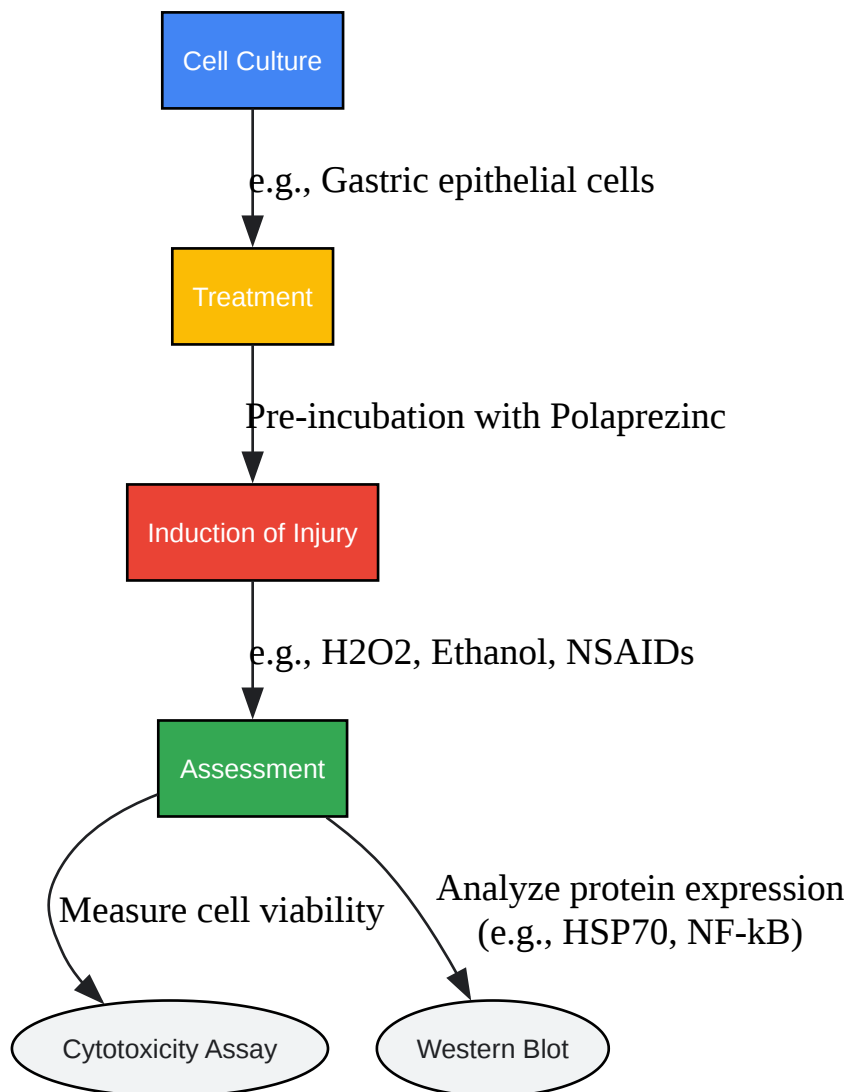 Cell Culture
e.g., Gastric epithelial cells
Treatment
Pre-incubation with Polaprezinc
Induction of Injury
e.g., H2O2, Ethanol, NSAIDs
Assessment
Measure cell viability
Analyze protein expression
(e.g., HSP70, NF-kB)
Cytotoxicity Assay
Western Blot